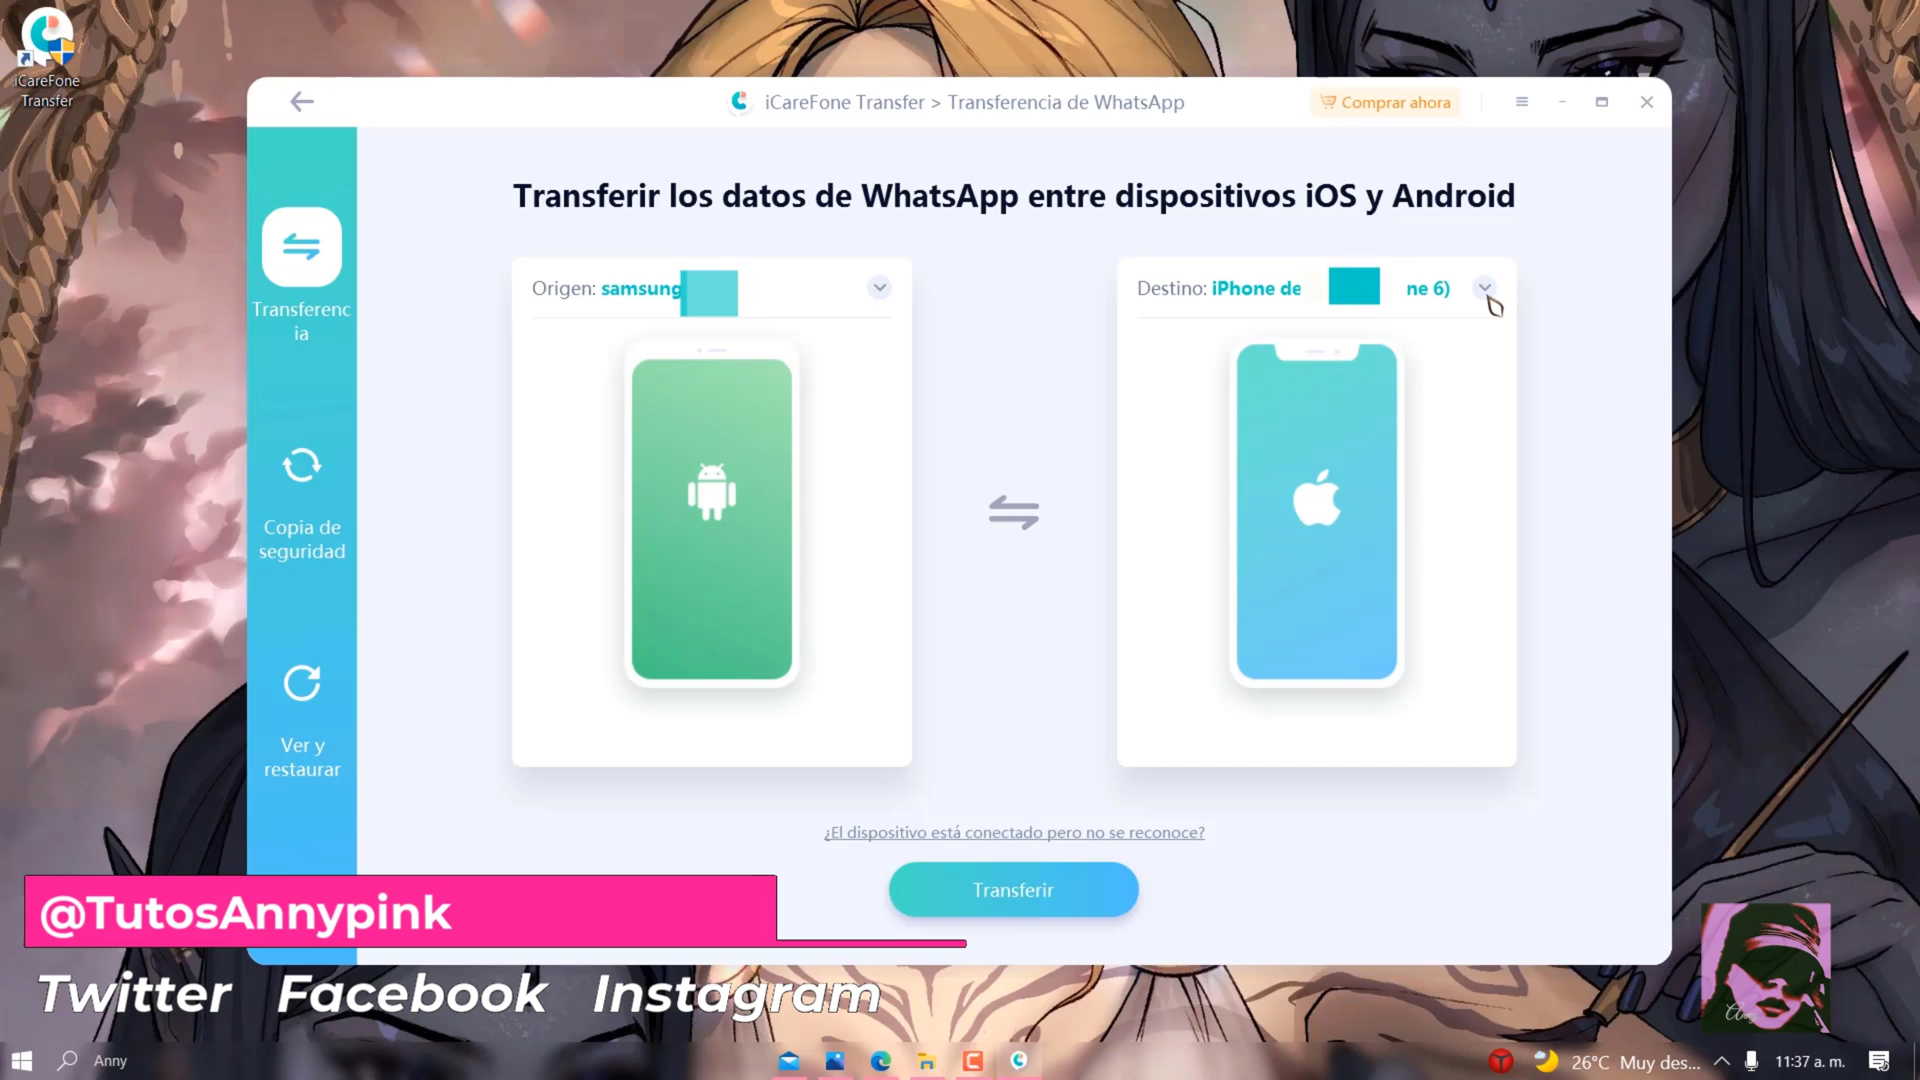 iCareFone
Transfer
iCareFone Transfer > Transferencia de WhatsApp
Comprar ahora
Transferir los datos de WhatsApp entre dispositivos iOS y Android
Transferenc
ia
Copia de
seguridad
Ver y
restaurar
Origen: samsung
Destino: iPhone de ne 6)
¿El dispositivo está conectado pero no se reconoce?
Transferir
@TutosAnnypink
Twitter Facebook Instagram
Anny
Anny
26°C Muy des...
11:37 a. m.